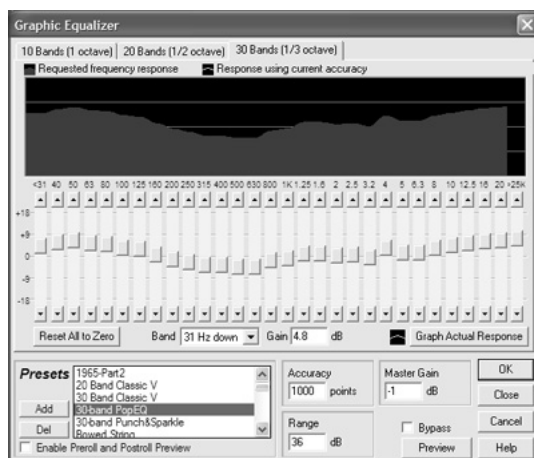 Graphic Equalizer
10 Bands (1 octave) 20 Bands (1/2 octave) 30 Bands (1/3 octave)
Requested frequency response Response using current accuracy
<31 40 50 63 80 100 125 160 200 250 315 400 500 630 800 1K 1.25 1.6 2 2.5 3.2 4 5 6.3 8 10 12.5 16 20 >25K
+18
+9
0
-9
-18
Reset All to Zero Band 31 Hz down Gain 4.8 dB Graph Actual Response
Presets
1965-Part2
20 Band Classic V
30 Band Classic V
30-band PopEQ
30-band Punch&Sparkle
Bowed String
Add
Del
Enable Preroll and Postroll Preview
Accuracy
1000 points
Range
36 dB
Master Gain
-1 dB
Bypass
Preview
OK
Close
Cancel
Help